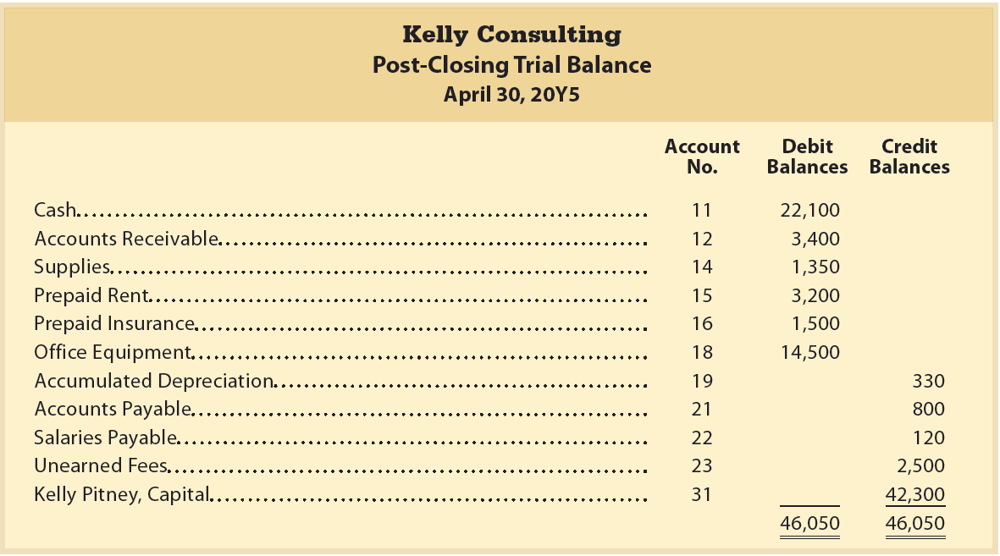 Kelly Consulting
Post-Closing Trial Balance
April 30, 20Y5
Account No. Debit Balances Credit Balances
Cash 11 22,100
Accounts Receivable 12 3,400
Supplies 14 1,350
Prepaid Rent 15 3,200
Prepaid Insurance 16 1,500
Office Equipment 18 14,500
Accumulated Depreciation 19 330
Accounts Payable 21 800
Salaries Payable 22 120
Unearned Fees 23 2,500
Kelly Pitney, Capital 31 42,300
46,050 46,050